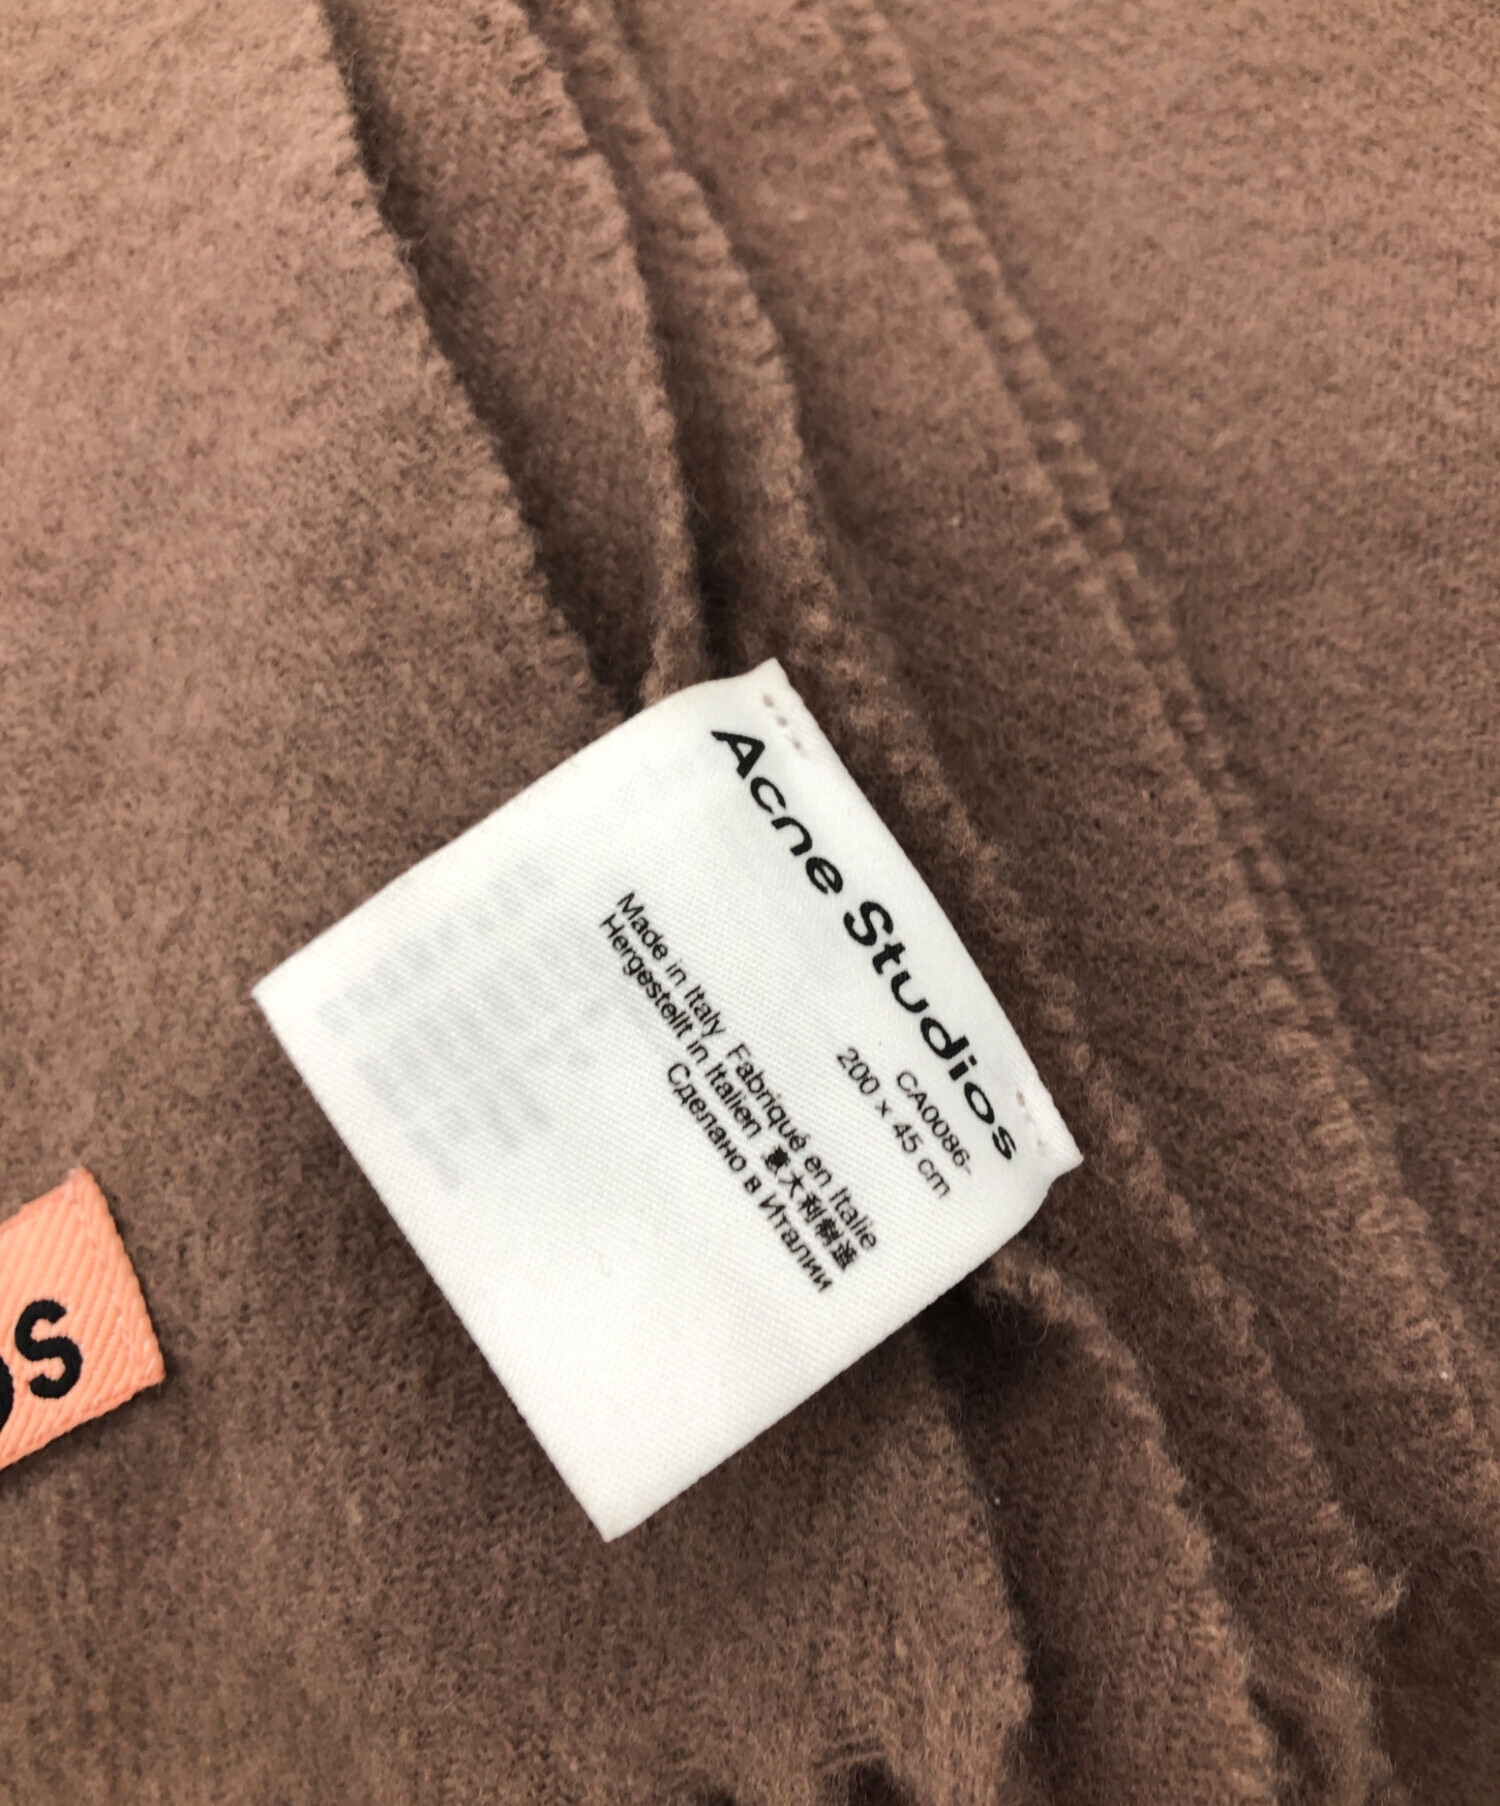 Acne Studios
CA0086-
200 x 45 cm
Made in Italy Fabriqué en Italie
Hergestellt in Italien 意大利制造
Сделано в Италии
s